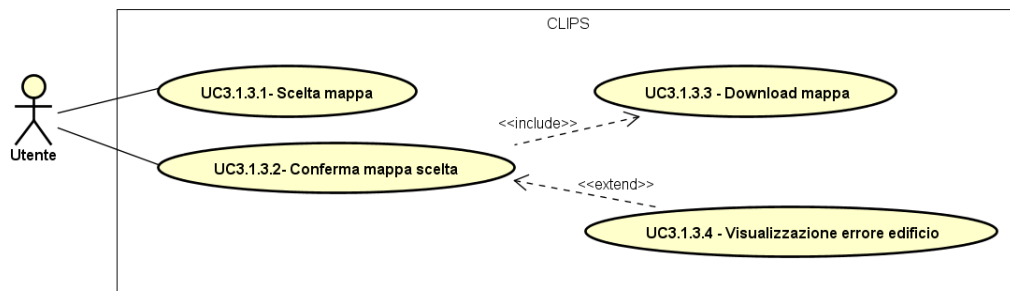 CLIPS
UC3.1.3.1- Scelta mappa
UC3.1.3.3 - Download mappa
<<include>>
Utente
UC3.1.3.2- Conferma mappa scelta
<<extend>>
UC3.1.3.4 - Visualizzazione errore edificio